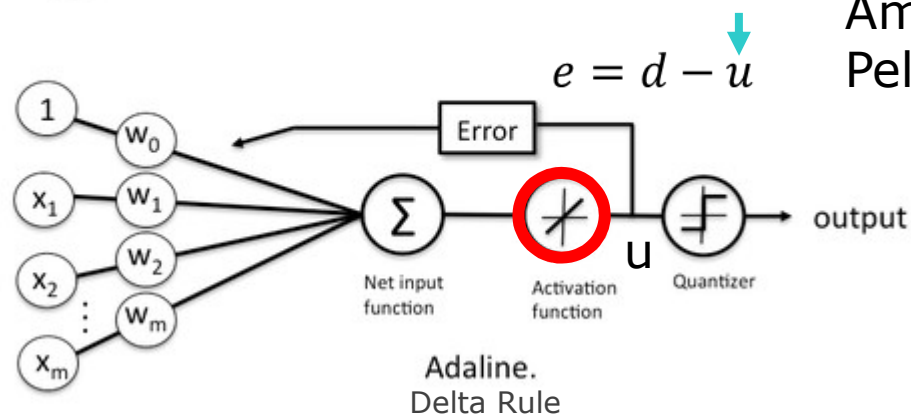 Am
e = d − u
Pel
1
w₀
Error
x₁
w₁
Σ
u
output
x₂
w₂
Net input
function
Activation
function
Quantizer
⋮
xₘ
wₘ
Adaline.
Delta Rule